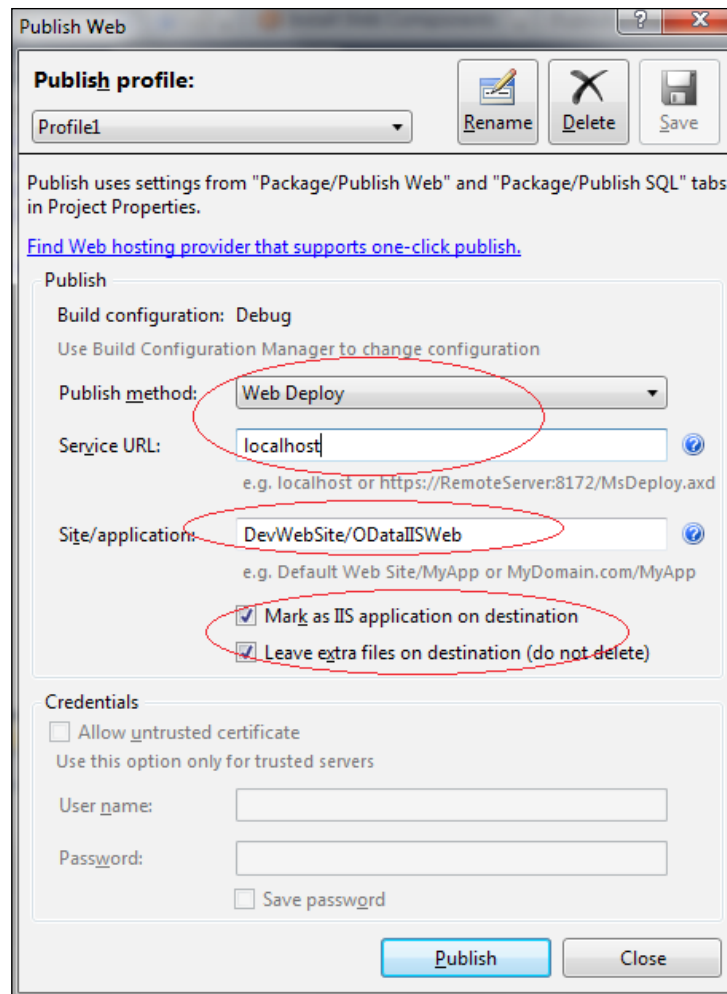 Publish Web
Publish profile:
Profile1
Rename
Delete
Save
Publish uses settings from "Package/Publish Web" and "Package/Publish SQL" tabs
in Project Properties.
Find Web hosting provider that supports one-click publish.
Publish
Build configuration: Debug
Use Build Configuration Manager to change configuration
Publish method: Web Deploy
Service URL: localhost
e.g. localhost or https://RemoteServer:8172/MsDeploy.axd
Site/application: DevWebSite/ODataIISWeb
e.g. Default Web Site/MyApp or MyDomain.com/MyApp
Mark as IIS application on destination
Leave extra files on destination (do not delete)
Credentials
Allow untrusted certificate
Use this option only for trusted servers
User name:
Password:
Save password
Publish Close